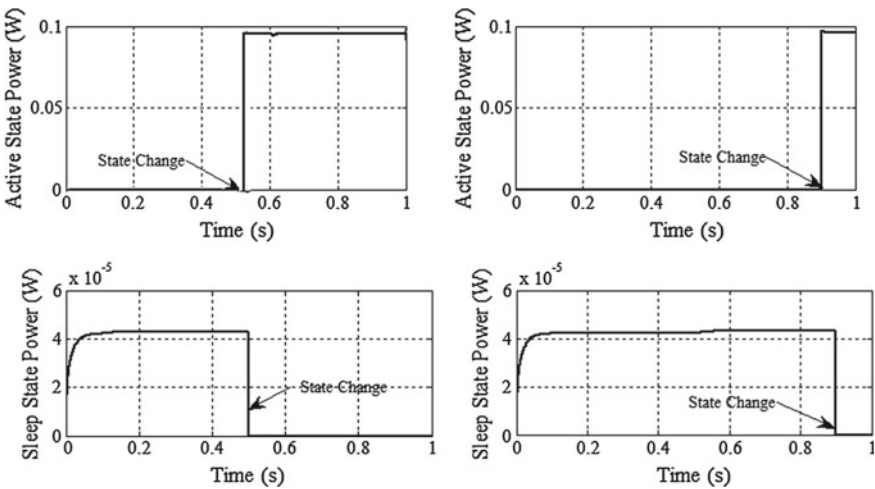 Active State Power (W)
0.1
0.05
0
State Change
0 0.2 0.4 0.6 0.8 1
Time (s)
Active State Power (W)
0.1
0.05
0
State Change
0 0.2 0.4 0.6 0.8 1
Time (s)
Sleep State Power (W)
x 10⁻⁵
6
4
2
0
State Change
0 0.2 0.4 0.6 0.8 1
Time (s)
Sleep State Power (W)
x 10⁻⁵
6
4
2
0
State Change
0 0.2 0.4 0.6 0.8 1
Time (s)